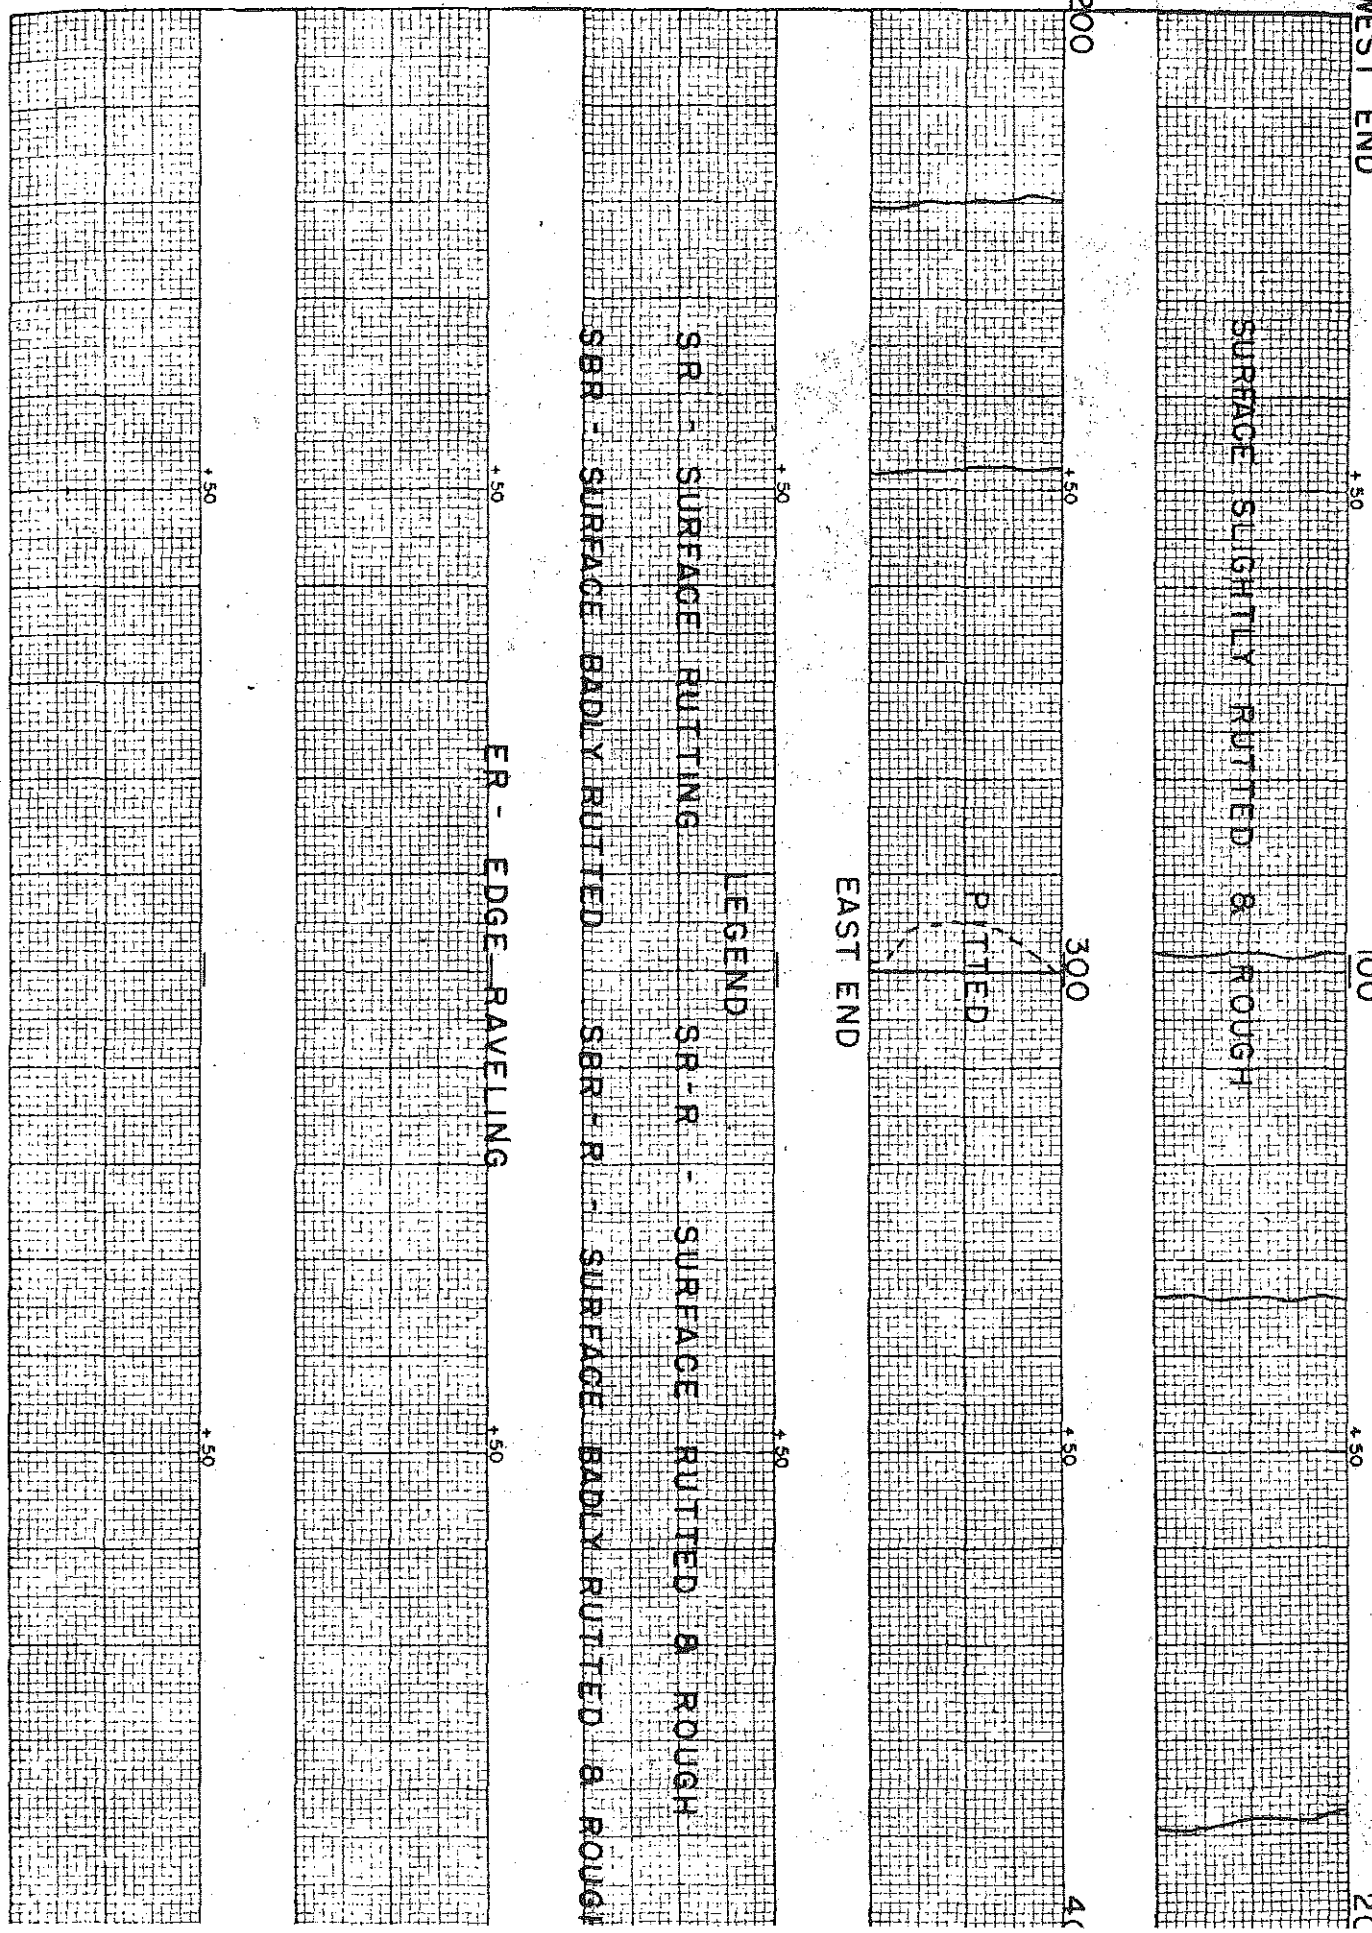 WEST END
+50 100 +50 20
SURFACE SLIGHTLY RUTTED & ROUGH
200 +50 300 +50 40
PITTED
EAST END
+50 +50
LEGEND
SR - SURFACE RUTTING SR-R - SURFACE RUTTED & ROUGH
SBR - SURFACE BADLY RUTTED SBR-R - SURFACE BADLY RUTTED & ROUGH
+50 +50
ER - EDGE RAVELING
+50 +50